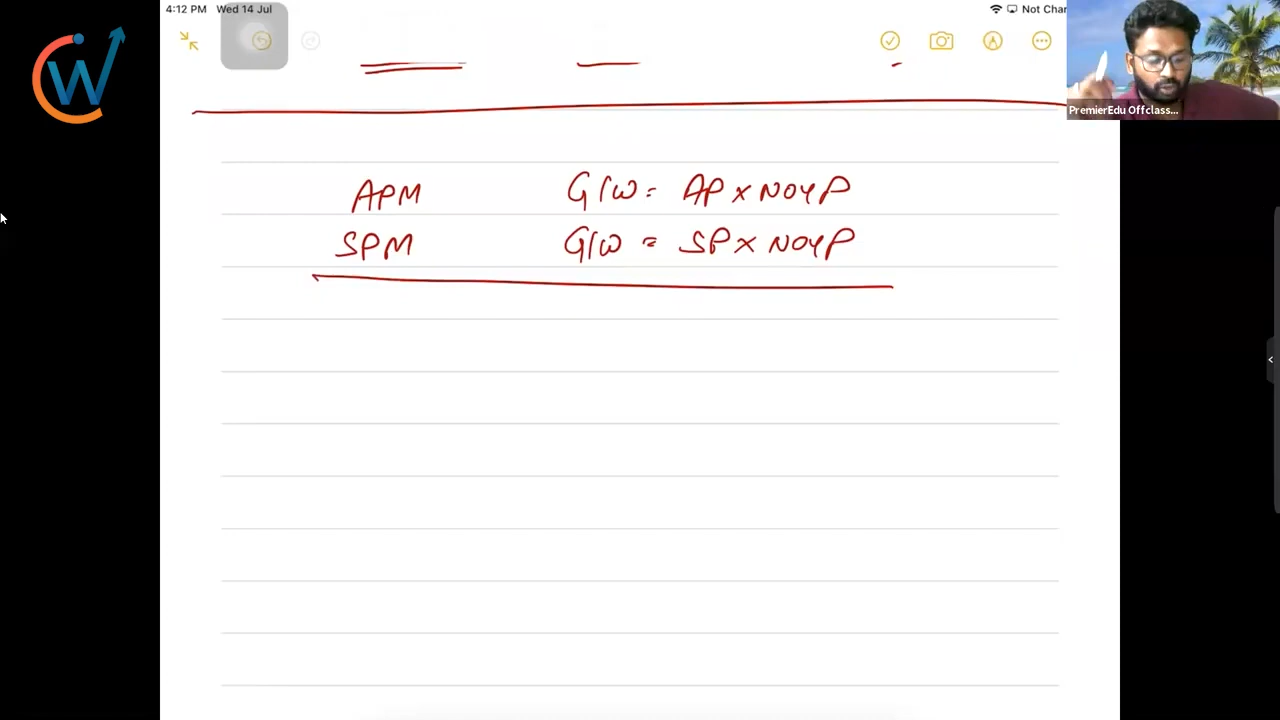 4:12 PM Wed 14 Jul
Not Char
W
PremierEdu Offclass...
APM G/W= AP x NOYP
SPM G/W = SP x NOYP